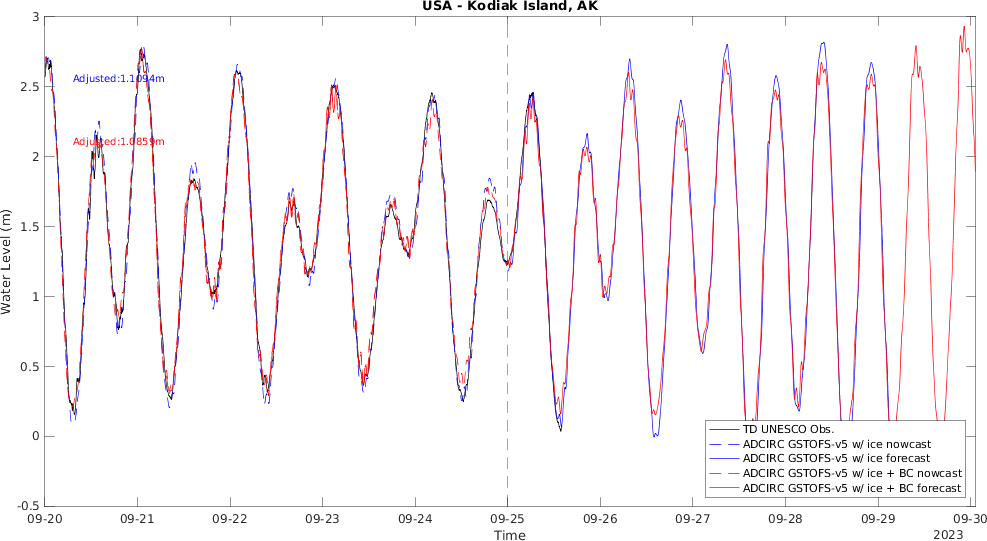 USA - Kodiak Island, AK
3
2.5
2
1.5
1
0.5
0
-0.5
Water Level (m)
Adjusted:1.1094m
Adjusted:1.0859m
TD UNESCO Obs.
ADCIRC GSTOFS-v5 w/ ice nowcast
ADCIRC GSTOFS-v5 w/ ice forecast
ADCIRC GSTOFS-v5 w/ ice + BC nowcast
ADCIRC GSTOFS-v5 w/ ice + BC forecast
09-20 09-21 09-22 09-23 09-24 09-25 09-26 09-27 09-28 09-29 09-30
Time
2023